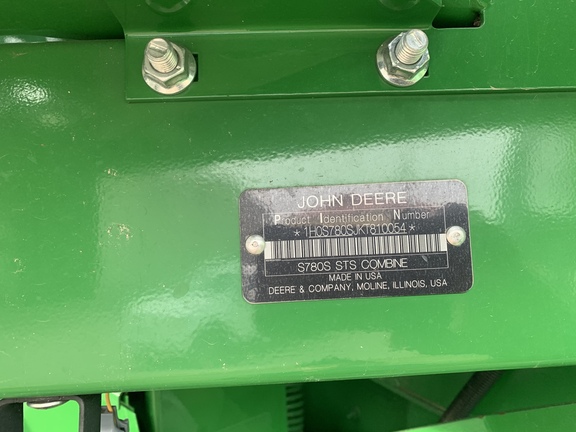 JOHN DEERE
Product Identification Number
*1H0S780SJKT810054*
S780S STS COMBINE
MADE IN USA
DEERE & COMPANY, MOLINE, ILLINOIS, USA